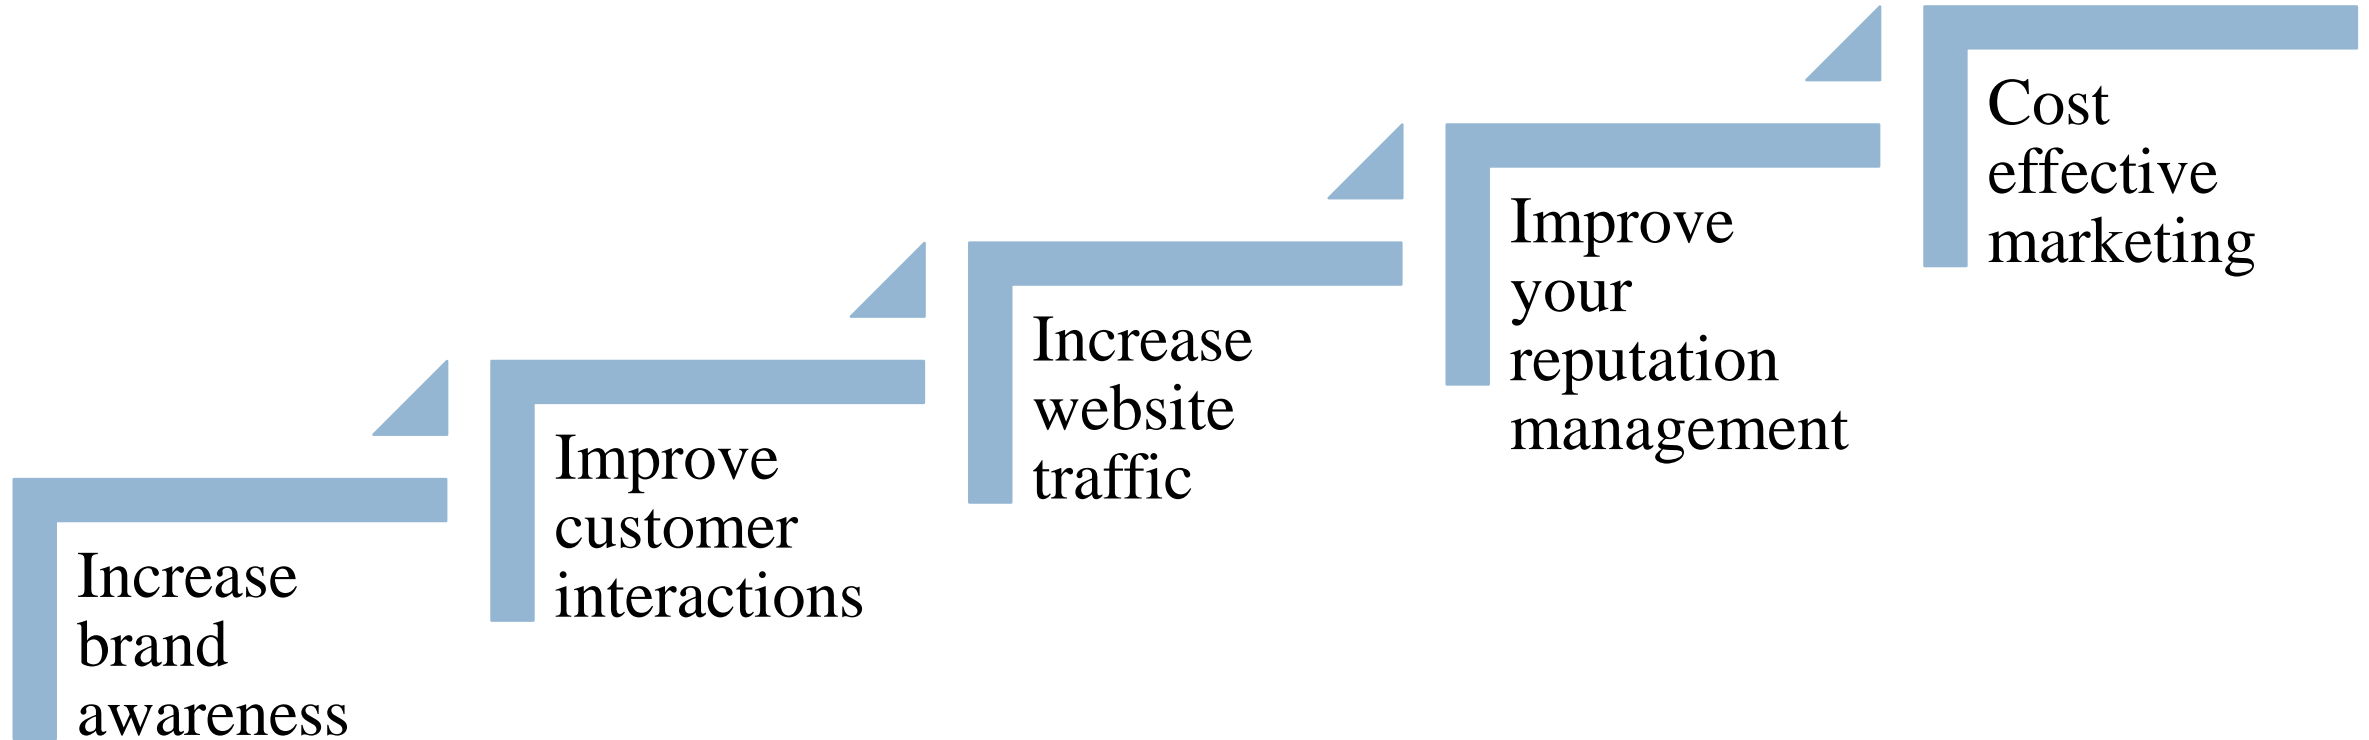 Increase
brand
awareness
Improve
customer
interactions
Increase
website
traffic
Improve
your
reputation
management
Cost
effective
marketing